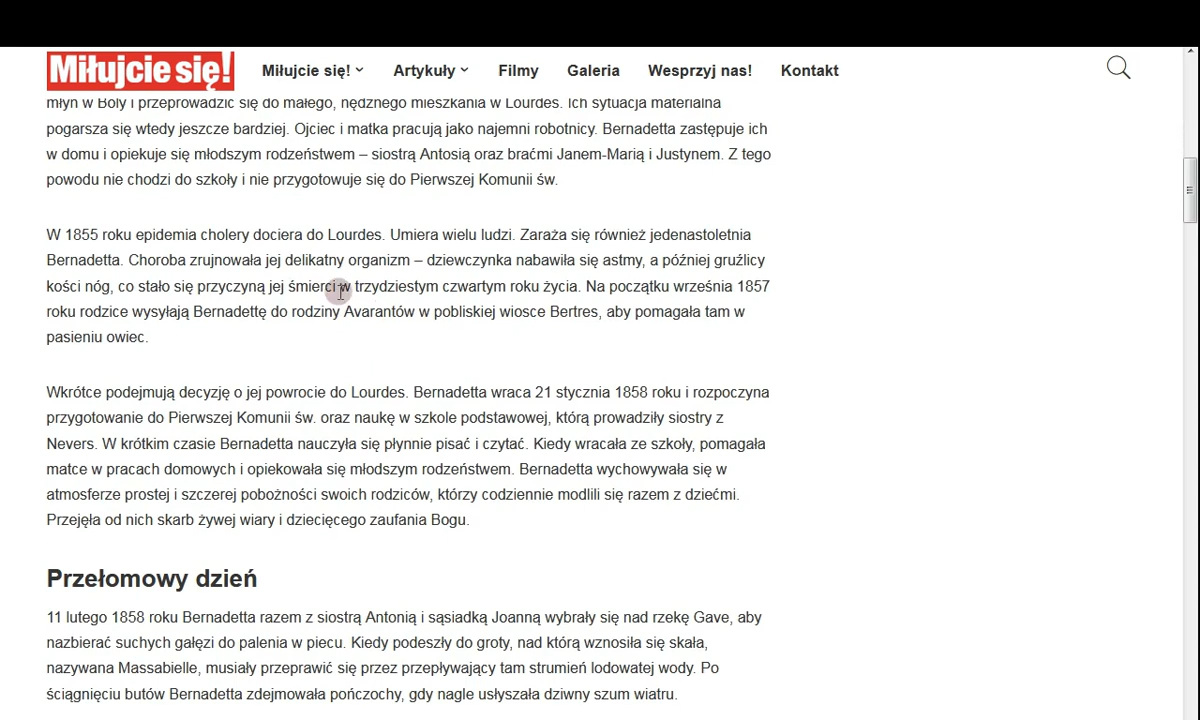 Miłujcie się!
Miłujcie się! Artykuły Filmy Galeria Wesprzyj nas! Kontakt
młyn w Boly i przeprowadzić się do małego, nędznego mieszkania w Lourdes. Ich sytuacja materialna
pogarsza się wtedy jeszcze bardziej. Ojciec i matka pracują jako najemni robotnicy. Bernadetta zastępuje ich
w domu i opiekuje się młodszym rodzeństwem – siostrą Antosią oraz braćmi Janem-Marią i Justynem. Z tego
powodu nie chodzi do szkoły i nie przygotowuje się do Pierwszej Komunii św.
W 1855 roku epidemia cholery dociera do Lourdes. Umiera wielu ludzi. Zaraża się również jedenastoletnia
Bernadetta. Choroba zrujnowała jej delikatny organizm – dziewczynka nabawiła się astmy, a później gruźlicy
kości nóg, co stało się przyczyną jej śmierci w trzydziestym czwartym roku życia. Na początku września 1857
roku rodzice wysyłają Bernadettę do rodziny Avarantów w pobliskiej wiosce Bertres, aby pomagała tam w
pasieniu owiec.
Wkrótce podejmują decyzję o jej powrocie do Lourdes. Bernadetta wraca 21 stycznia 1858 roku i rozpoczyna
przygotowanie do Pierwszej Komunii św. oraz naukę w szkole podstawowej, którą prowadziły siostry z
Nevers. W krótkim czasie Bernadetta nauczyła się płynnie pisać i czytać. Kiedy wracała ze szkoły, pomagała
matce w pracach domowych i opiekowała się młodszym rodzeństwem. Bernadetta wychowywała się w
atmosferze prostej i szczerej pobożności swoich rodziców, którzy codziennie modlili się razem z dziećmi.
Przejęła od nich skarb żywej wiary i dziecięcego zaufania Bogu.
Przełomowy dzień
11 lutego 1858 roku Bernadetta razem z siostrą Antonią i sąsiadką Joanną wybrały się nad rzekę Gave, aby
nazbierać suchych gałęzi do palenia w piecu. Kiedy podeszły do groty, nad którą wznosiła się skała,
nazywana Massabielle, musiały przeprawić się przez przepływający tam strumień lodowatej wody. Po
ściągnięciu butów Bernadetta zdejmowała pończochy, gdy nagle usłyszała dziwny szum wiatru.